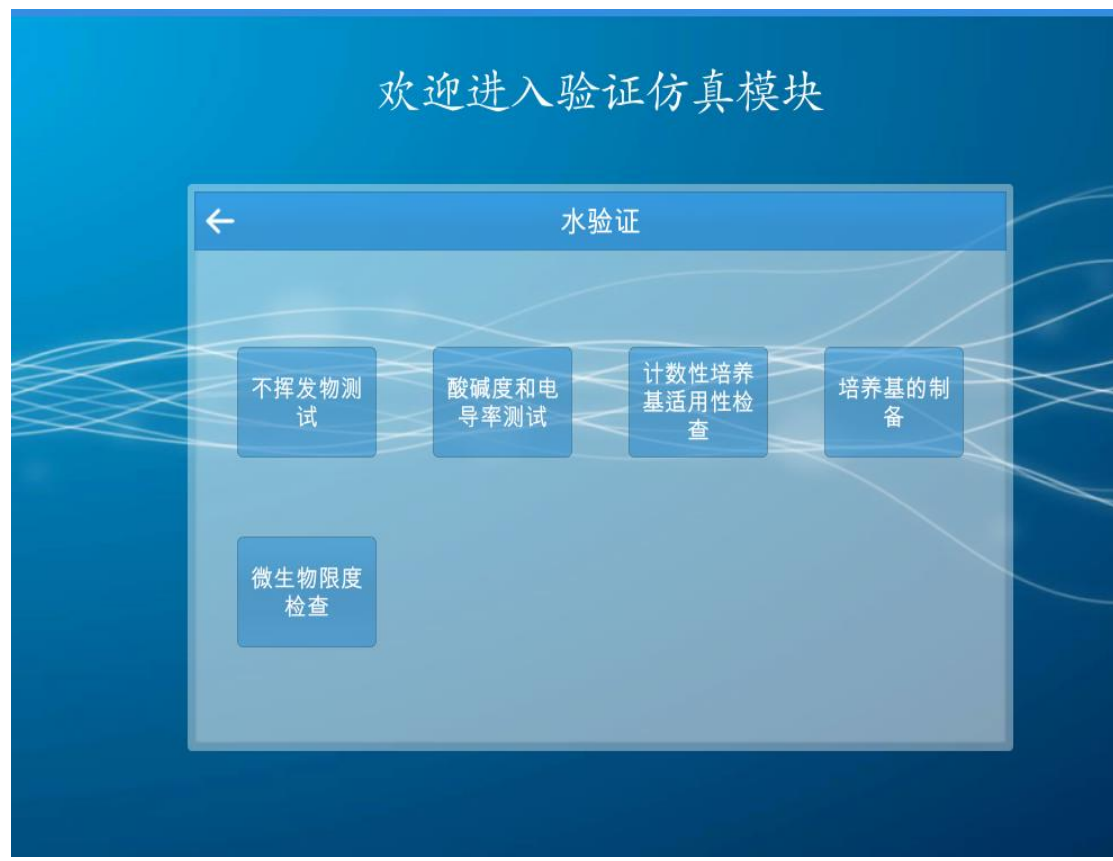 欢迎进入验证仿真模块
水验证
不挥发物测
试
酸碱度和电
导率测试
计数性培养
基适用性检
查
培养基的制
备
微生物限度
检查